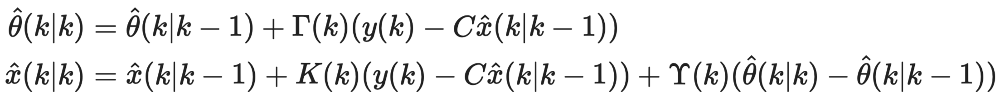 θ̂(k|k) = θ̂(k|k − 1) + Γ(k)(y(k) − Cx̂(k|k − 1))
x̂(k|k) = x̂(k|k − 1) + K(k)(y(k) − Cx̂(k|k − 1)) + Υ(k)(θ̂(k|k) − θ̂(k|k − 1))